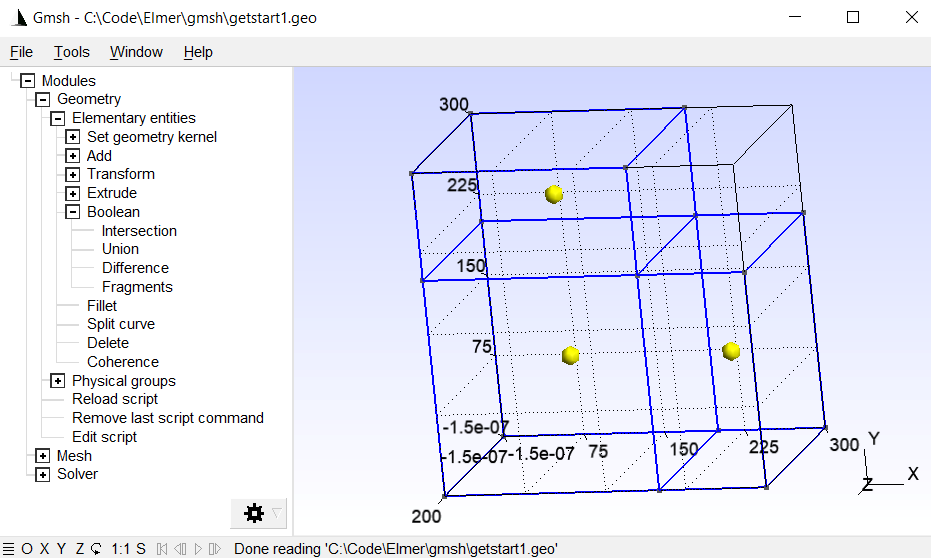 Gmsh - C:\Code\Elmer\gmsh\getstart1.geo
File Tools Window Help
Modules
Geometry
Elementary entities
Set geometry kernel
Add
Transform
Extrude
Boolean
Intersection
Union
Difference
Fragments
Fillet
Split curve
Delete
Coherence
Physical groups
Reload script
Remove last script command
Edit script
Mesh
Solver
300
225
150
75
-1.5e-07
-1.5e-07 -1.5e-07 75 150 225 300
200
Y
X
Z
O X Y Z 1:1 S Done reading 'C:\Code\Elmer\gmsh\getstart1.geo'